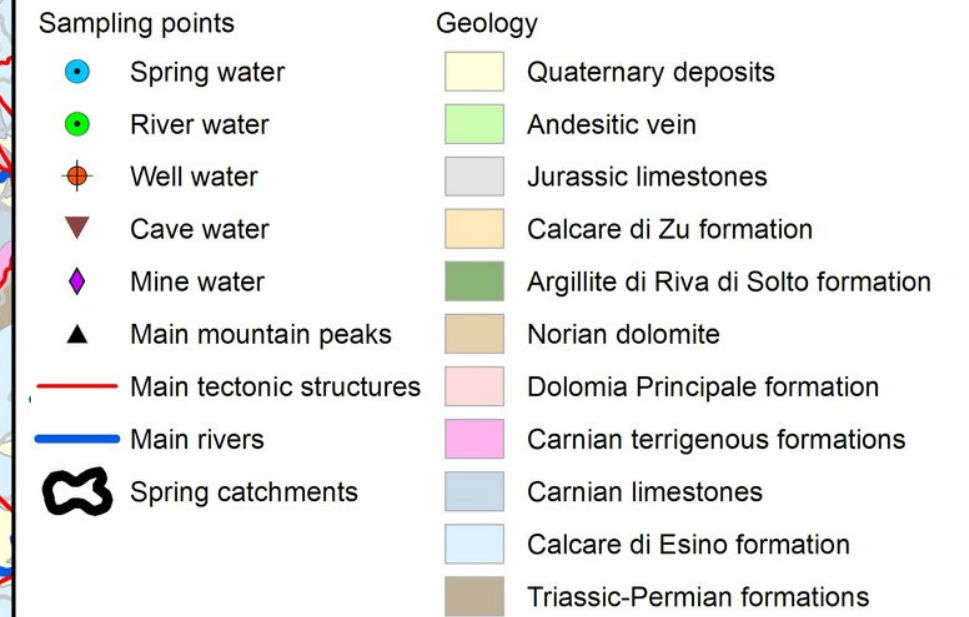 Sampling points
Spring water
River water
Well water
Cave water
Mine water
Main mountain peaks
Main tectonic structures
Main rivers
Spring catchments
Geology
Quaternary deposits
Andesitic vein
Jurassic limestones
Calcare di Zu formation
Argillite di Riva di Solto formation
Norian dolomite
Dolomia Principale formation
Carnian terrigenous formations
Carnian limestones
Calcare di Esino formation
Triassic-Permian formations